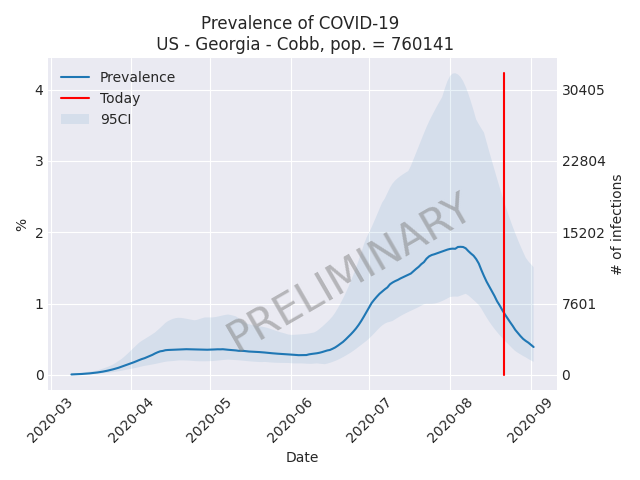 Prevalence of COVID-19
US - Georgia - Cobb, pop. = 760141
Prevalence
Today
95CI
PRELIMINARY
%
4
3
2
1
0
30405
22804
15202
7601
0
# of infections
2020-03
2020-04
2020-05
2020-06
2020-07
2020-08
2020-09
Date